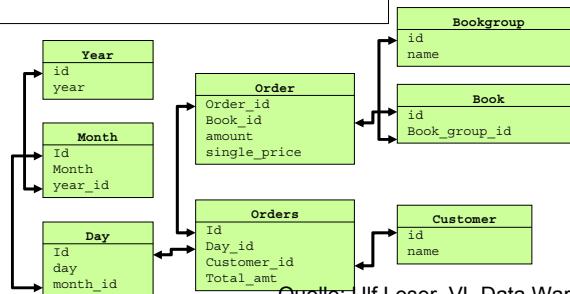 Year
id
year
Month
Id
Month
year_id
Day
Id
day
month_id
Order
Order_id
Book_id
amount
single_price
Orders
Id
Day_id
Customer_id
Total_amt
Bookgroup
id
name
Book
id
Book_group_id
Customer
id
name
Quelle: Ulf Leser, VL Data War